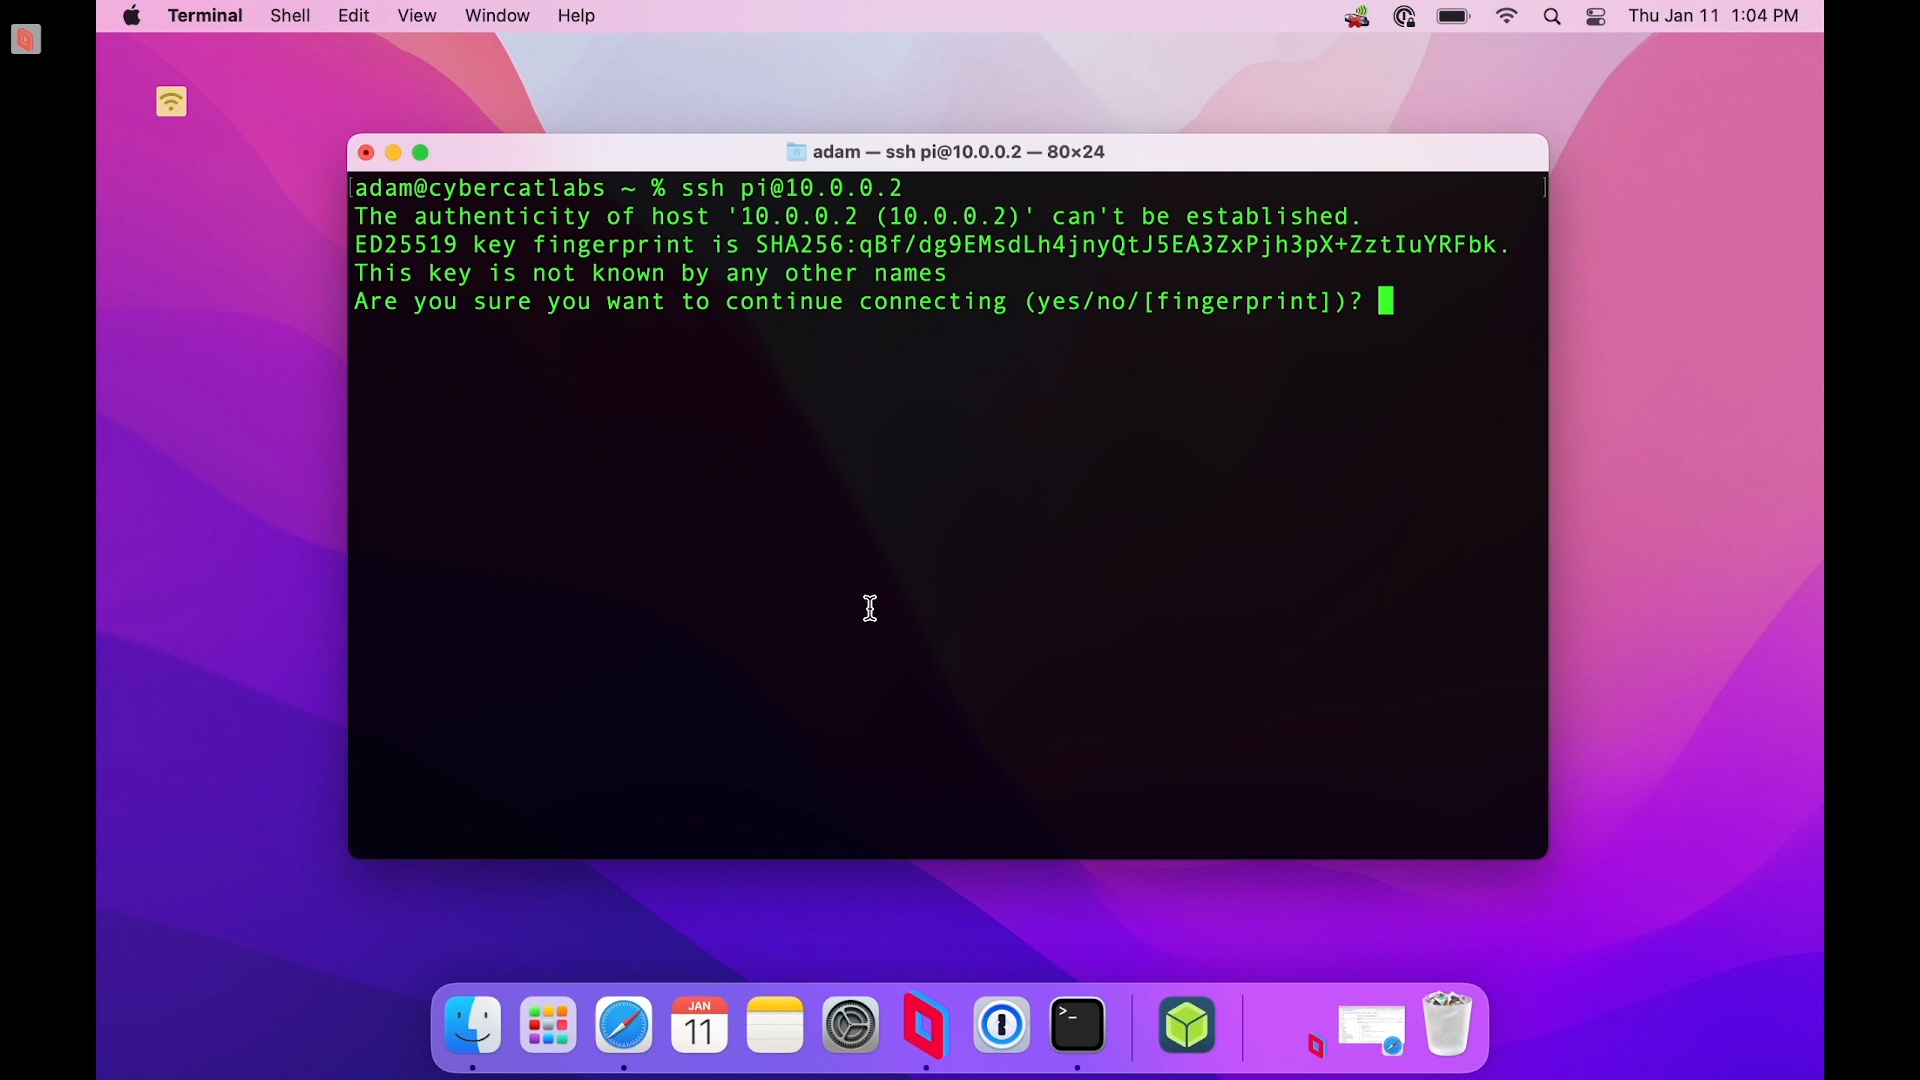 Terminal Shell Edit View Window Help Thu Jan 11 1:04 PM
adam — ssh pi@10.0.0.2 — 80×24
[adam@cybercatlabs ~ % ssh pi@10.0.0.2 ]
The authenticity of host '10.0.0.2 (10.0.0.2)' can't be established.
ED25519 key fingerprint is SHA256:qBf/dg9EMsdLh4jnyQtJ5EA3ZxPjh3pX+ZztIuYRFbk.
This key is not known by any other names
Are you sure you want to continue connecting (yes/no/[fingerprint])?
JAN
11
>_